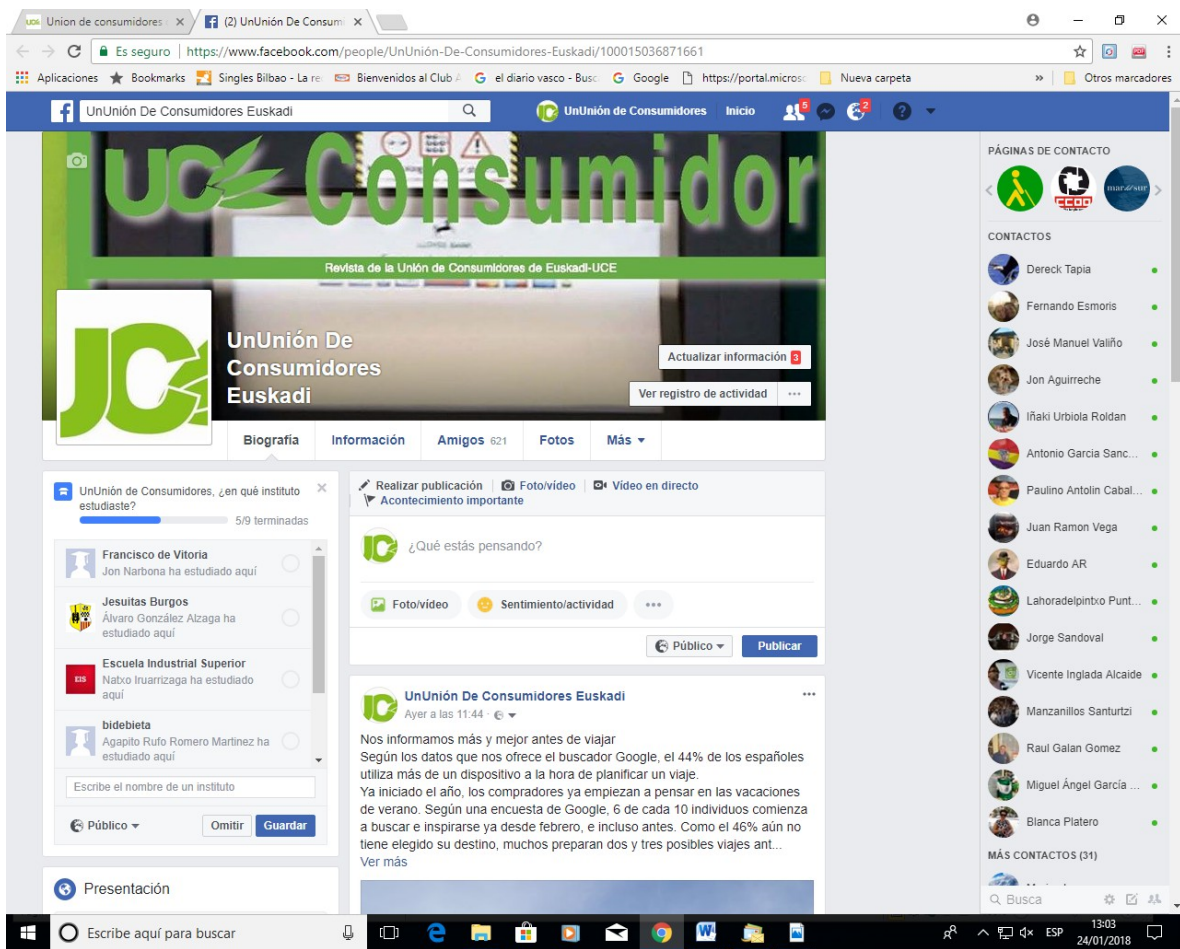 Union de consumidores
(2) UnUnión De Consumi
Es seguro | https://www.facebook.com/people/UnUnión-De-Consumidores-Euskadi/100015036871661
Aplicaciones Bookmarks Singles Bilbao - La re Bienvenidos al Club A el diario vasco - Busc Google https://portal.microsc Nueva carpeta » Otros marcadores
UnUnión De Consumidores Euskadi UnUnión de Consumidores Inicio 5 2
UCE Consumidor
Revista de la Unión de Consumidores de Euskadi-UCE
UnUnión De
Consumidores
Euskadi
Actualizar información 3
Ver registro de actividad ...
Biografía Información Amigos 621 Fotos Más
UnUnión de Consumidores, ¿en qué instituto
estudiaste?
5/9 terminadas
Francisco de Vitoria
Jon Narbona ha estudiado aquí
Jesuitas Burgos
Álvaro González Alzaga ha
estudiado aquí
EIS
Escuela Industrial Superior
Natxo Iruarrizaga ha estudiado
aquí
bidebieta
Agapito Rufo Romero Martinez ha
estudiado aquí
Escribe el nombre de un instituto
Público Omitir Guardar
Presentación
Realizar publicación Foto/vídeo Vídeo en directo
Acontecimiento importante
¿Qué estás pensando?
Foto/vídeo Sentimiento/actividad ...
Público Publicar
UnUnión De Consumidores Euskadi ...
Ayer a las 11:44 ·
Nos informamos más y mejor antes de viajar
Según los datos que nos ofrece el buscador Google, el 44% de los españoles
utiliza más de un dispositivo a la hora de planificar un viaje.
Ya iniciado el año, los compradores ya empiezan a pensar en las vacaciones
de verano. Según una encuesta de Google, 6 de cada 10 individuos comienza
a buscar e inspirarse ya desde febrero, e incluso antes. Como el 46% aún no
tiene elegido su destino, muchos preparan dos y tres posibles viajes ant...
Ver más
PÁGINAS DE CONTACTO
CCOO
mardesur
CONTACTOS
Dereck Tapia
Fernando Esmoris
José Manuel Valiño
Jon Aguirreche
Iñaki Urbiola Roldan
Antonio Garcia Sanc...
Paulino Antolin Cabal...
Juan Ramon Vega
Eduardo AR
Lahoradelpintxo Punt...
Jorge Sandoval
Vicente Inglada Alcaide
Manzanillos Santurtzi
Raul Galan Gomez
Miguel Ángel García ...
Blanca Platero
MÁS CONTACTOS (31)
Busca
Escribe aquí para buscar
ESP
13:03
24/01/2018